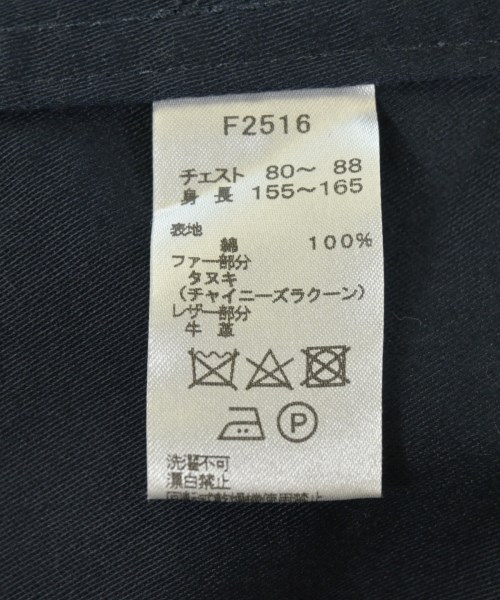 F2516
チェスト 80～ 88
身 長 155～165
表地
綿 100%
ファー部分
タヌキ
(チャイニーズラクーン)
レザー部分
牛 革
P
洗濯不可
漂白禁止